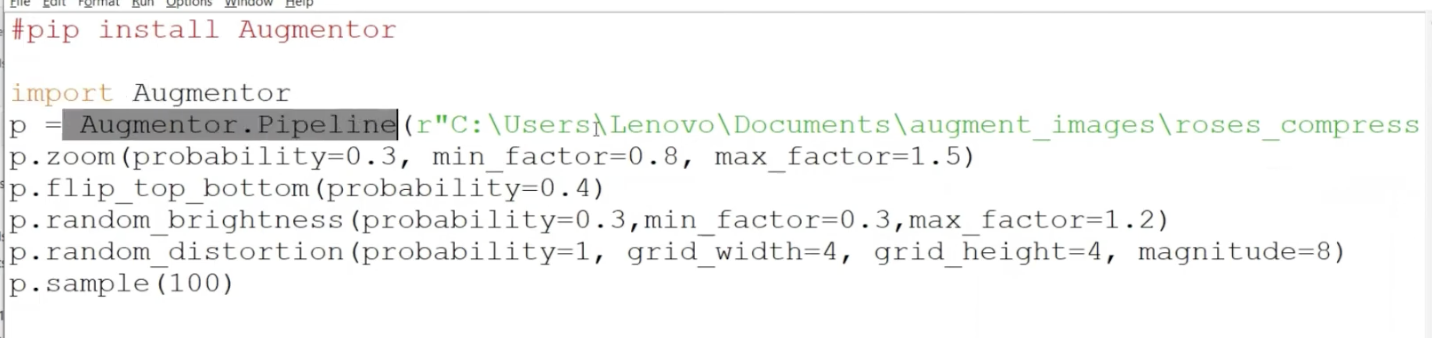 File Edit Format Run Options Window Help
#pip install Augmentor
import Augmentor
p = Augmentor.Pipeline(r"C:\Users\Lenovo\Documents\augment_images\roses_compress
p.zoom(probability=0.3, min_factor=0.8, max_factor=1.5)
p.flip_top_bottom(probability=0.4)
p.random_brightness(probability=0.3,min_factor=0.3,max_factor=1.2)
p.random_distortion(probability=1, grid_width=4, grid_height=4, magnitude=8)
p.sample(100)